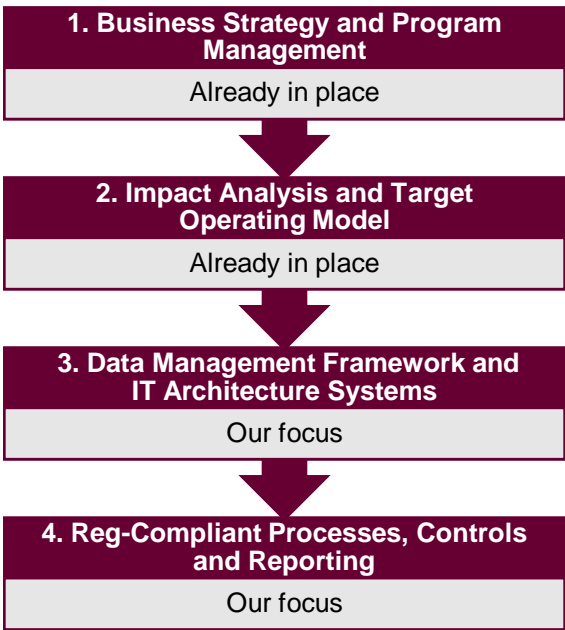 1. Business Strategy and Program
Management
Already in place
2. Impact Analysis and Target
Operating Model
Already in place
3. Data Management Framework and
IT Architecture Systems
Our focus
4. Reg-Compliant Processes, Controls
and Reporting
Our focus